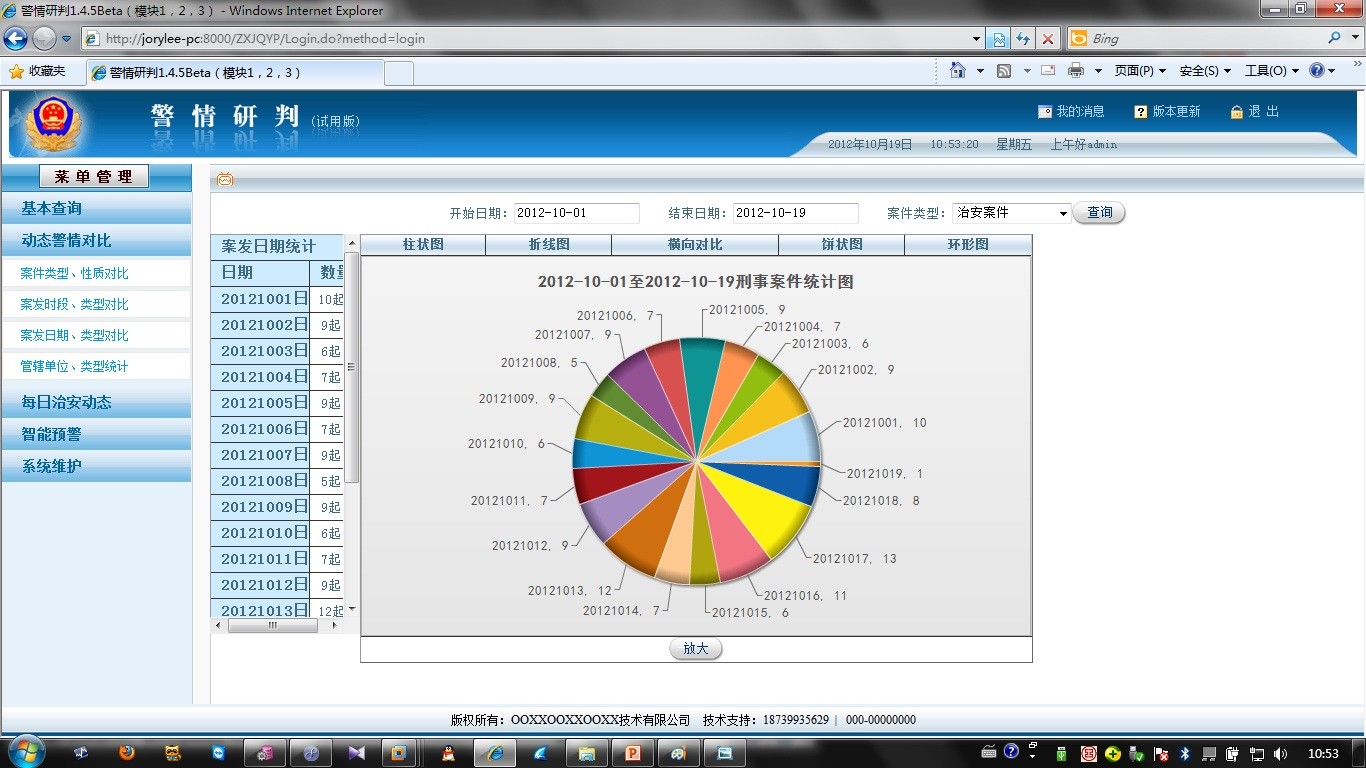 警情研判1.4.5Beta（模块1，2，3） - Windows Internet Explorer
http://jorylee-pc:8000/ZXJQYP/Login.do?method=login
Bing
收藏夹
警情研判1.4.5Beta（模块1，2，3）
页面(P)
安全(S)
工具(O)
警 情 研 判 (试用版)
我的消息
版本更新
退 出
2012年10月19日 10:53:20 星期五 上午好admin
菜 单 管 理
基本查询
动态警情对比
案件类型、性质对比
案发时段、类型对比
案发日期、类型对比
管辖单位、类型统计
每日治安动态
智能预警
系统维护
开始日期: 2012-10-01
结束日期: 2012-10-19
案件类型: 治安案件
查询
案发日期统计
日期 数量
20121001日 10起
20121002日 9起
20121003日 6起
20121004日 7起
20121005日 9起
20121006日 7起
20121007日 9起
20121008日 5起
20121009日 9起
20121010日 6起
20121011日 7起
20121012日 9起
20121013日 12起
柱状图
折线图
横向对比
饼状图
环形图
2012-10-01至2012-10-19刑事案件统计图
20121005, 9
20121006, 7
20121004, 7
20121007, 9
20121003, 6
20121008, 5
20121002, 9
20121009, 9
20121001, 10
20121010, 6
20121019, 1
20121011, 7
20121018, 8
20121012, 9
20121017, 13
20121013, 12
20121016, 11
20121014, 7
20121015, 6
放大
版权所有: OOXXOOXXOOXX技术有限公司 技术支持: 18739935629 | 000-00000000
10:53